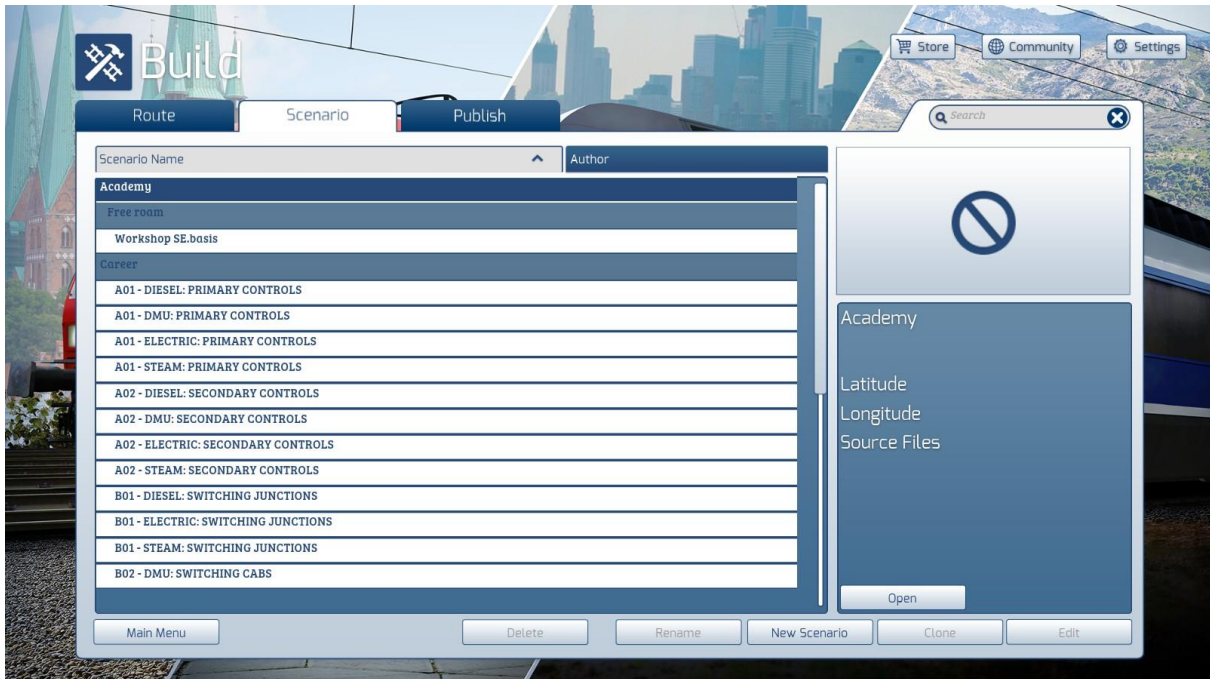 Build
Store
Community
Settings
Route
Scenario
Publish
Search
Scenario Name
Author
Academy
Free roam
Workshop SE.basis
Career
A01 - DIESEL: PRIMARY CONTROLS
A01 - DMU: PRIMARY CONTROLS
A01 - ELECTRIC: PRIMARY CONTROLS
A01 - STEAM: PRIMARY CONTROLS
A02 - DIESEL: SECONDARY CONTROLS
A02 - DMU: SECONDARY CONTROLS
A02 - ELECTRIC: SECONDARY CONTROLS
A02 - STEAM: SECONDARY CONTROLS
B01 - DIESEL: SWITCHING JUNCTIONS
B01 - ELECTRIC: SWITCHING JUNCTIONS
B01 - STEAM: SWITCHING JUNCTIONS
B02 - DMU: SWITCHING CABS
Academy
Latitude
Longitude
Source Files
Open
Main Menu
Delete
Rename
New Scenario
Clone
Edit